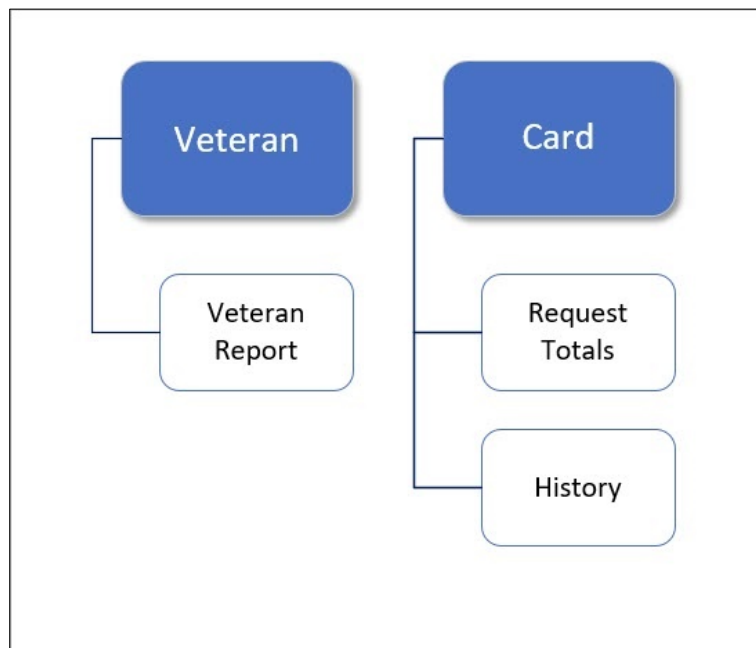 Veteran
Veteran
Report
Card
Request
Totals
History